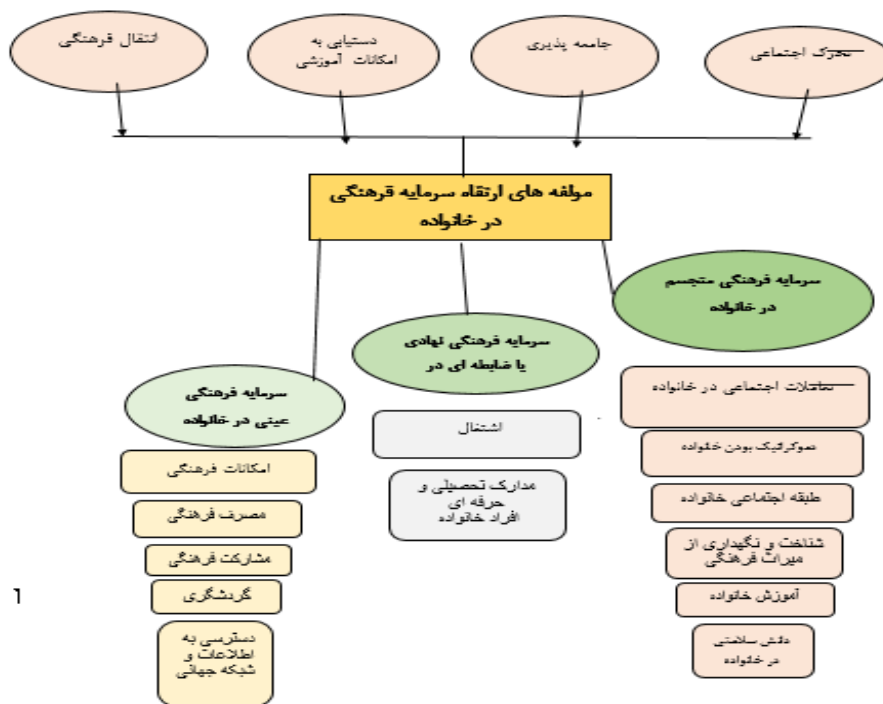 تحرک اجتماعی
جامعه پذیری
دستیابی به
امکانات آموزشی
انتقال فرهنگی
مولفه های ارتقاه سرمایه فرهنگی
در خانواده
سرمایه فرهنگی متجسم
در خانواده
تعاملات اجتماعی در خانواده
دموکراتیک بودن خانواده
طبقه اجتماعی خانواده
شناخت و نگهداری از
میراث فرهنگی
آموزش خانواده
دانش سلامتی
در خانواده
سرمایه فرهنگی نهادی
یا ضابطه ای در
اشتغال
مدارک تحصیلی و
حرفه ای
افراد خانواده
سرمایه فرهنگی
عینی در خانواده
امکانات فرهنگی
مصرف فرهنگی
مشارکت فرهنگی
گردشگری
دسترسی به
اطلاعات و
شبکه جهانی
1